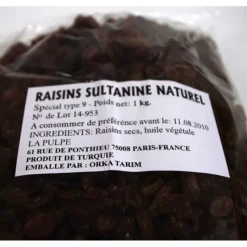 RAISINS SULTANINE NATUREL
Spécial type 9 - Poids net: 1 kg.
N° de Lot 14-953
A consommer de préférence avant le: 11.08.2010
INGREDIENTS: Raisins secs, huile végétale
LA PULPE
61 RUE DE PONTHIEU 75008 PARIS-FRANCE
PRODUIT DE TURQUIE
EMBALLE PAR : ORKA TARIM